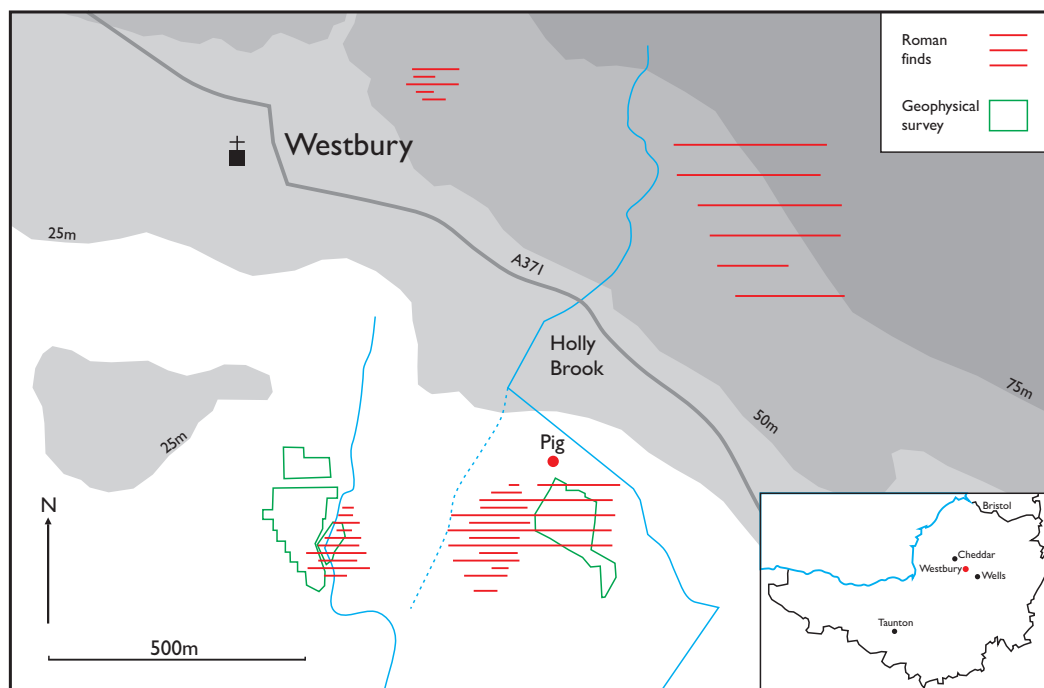 Roman
finds
Geophysical
survey
Westbury
25m
A371
Holly
Brook
75m
50m
25m
Pig
N
500m
Bristol
Cheddar
Westbury
Wells
Taunton